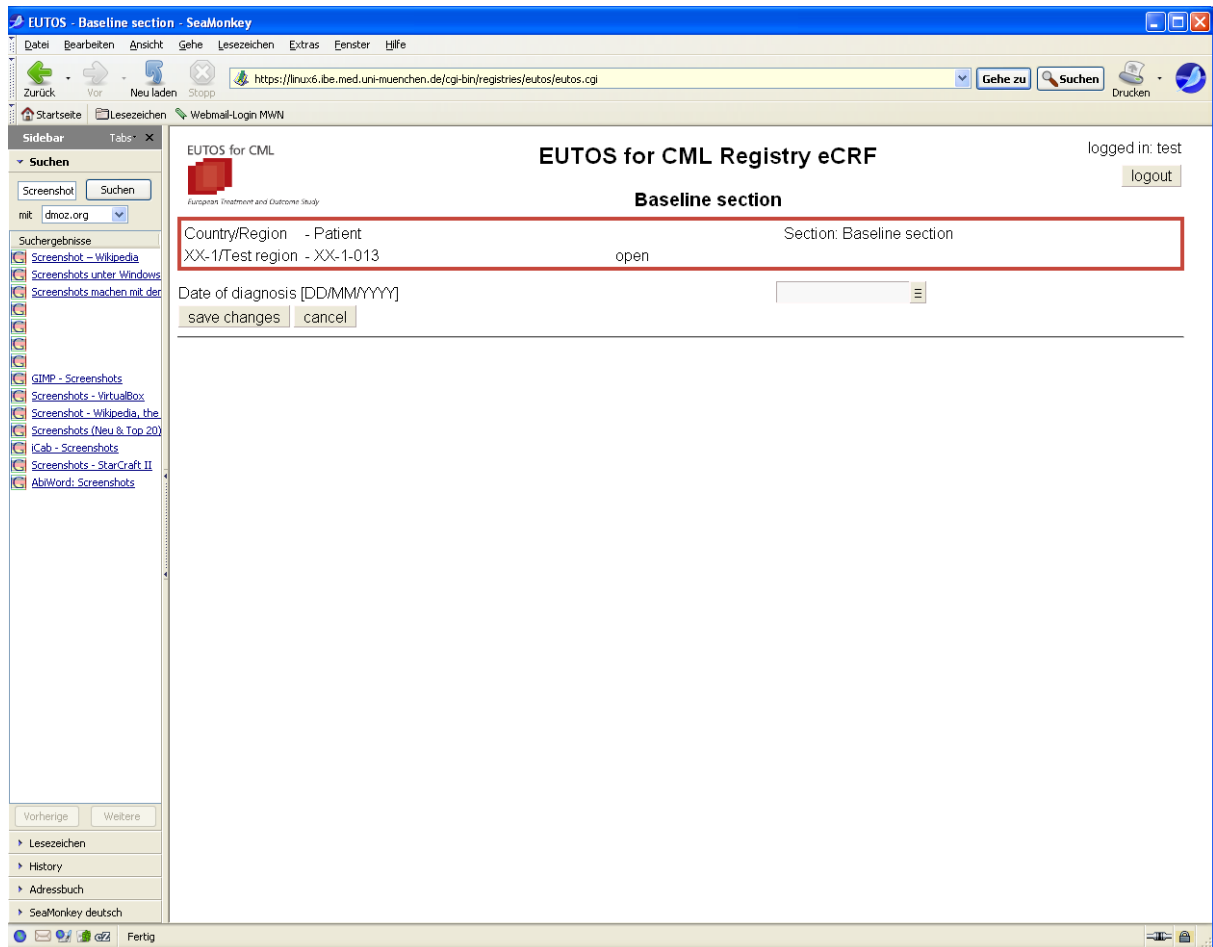 EUTOS - Baseline section - SeaMonkey
Datei Bearbeiten Ansicht Gehe Lesezeichen Extras Fenster Hilfe
Zurück Vor Neu laden Stopp https://linux6.ibe.med.uni-muenchen.de/cgi-bin/registries/eutos/eutos.cgi Gehe zu Suchen Drucken
Startseite Lesezeichen Webmail-Login MWN
Sidebar Tabs
Suchen
Screenshot Suchen
mit dmoz.org
Suchergebnisse
Screenshot – Wikipedia
Screenshots unter Windows
Screenshots machen mit der
GIMP - Screenshots
Screenshots - VirtualBox
Screenshot - Wikipedia, the
Screenshots (Neu & Top 20)
iCab - Screenshots
Screenshots - StarCraft II
AbiWord: Screenshots
Vorherige Weitere
Lesezeichen
History
Adressbuch
SeaMonkey deutsch
Fertig
EUTOS for CML
European Treatment and Outcome Study
EUTOS for CML Registry eCRF
Baseline section
logged in: test
logout
Country/Region - Patient Section: Baseline section
XX-1/Test region - XX-1-013 open
Date of diagnosis [DD/MM/YYYY]
save changes cancel